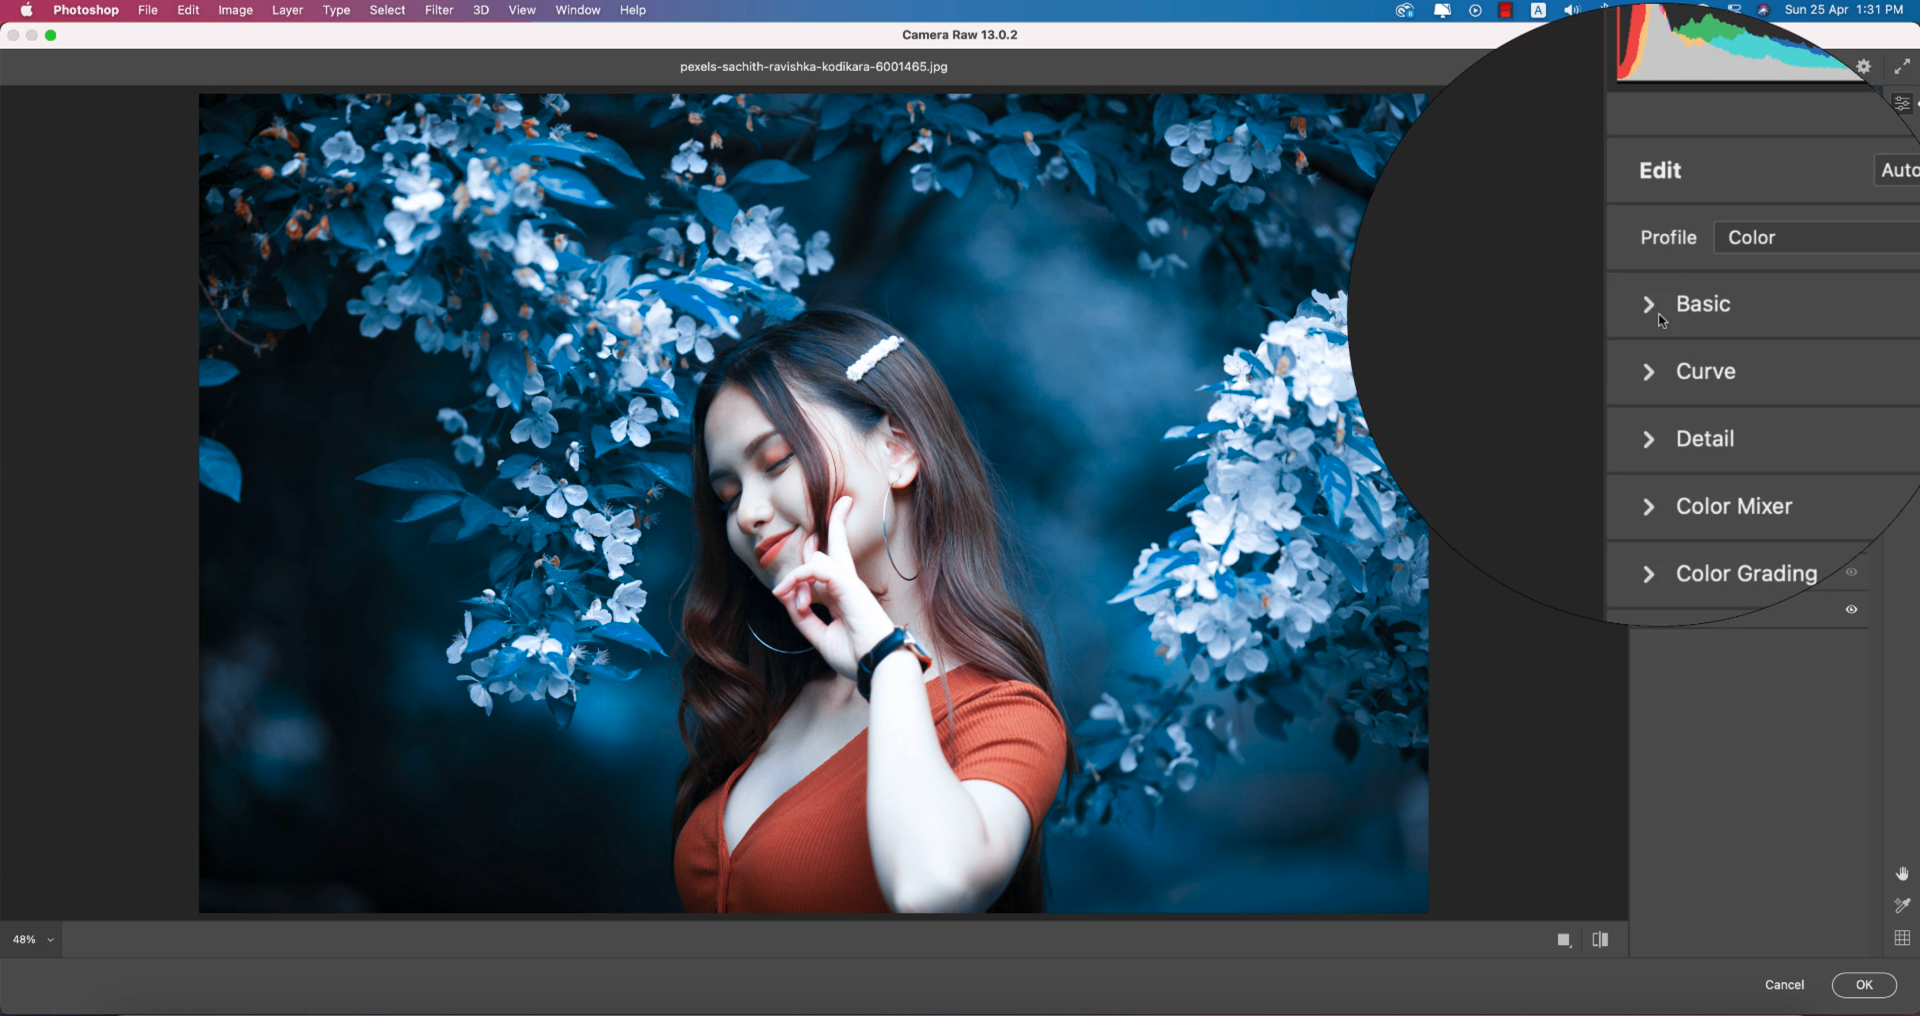 Photoshop File Edit Image Layer Type Select Filter 3D View Window Help A Sun 25 Apr 1:31 PM
Camera Raw 13.0.2
pexels-sachith-ravishka-kodikara-6001465.jpg
Edit Auto
Profile Color
Basic
Curve
Detail
Color Mixer
Color Grading
48%
Cancel OK